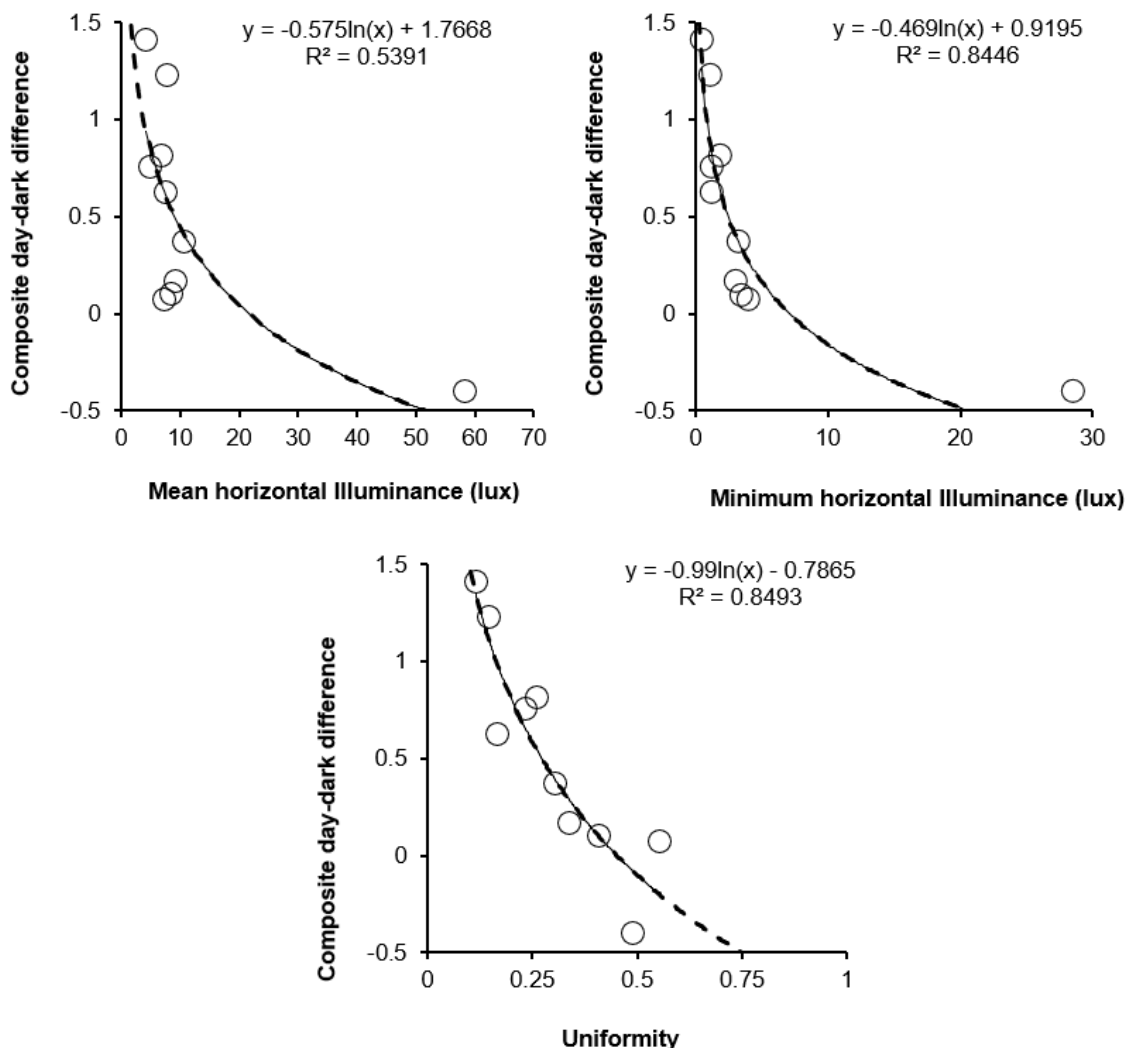 y = -0.575ln(x) + 1.7668
R² = 0.5391
Composite day-dark difference
1.5
1
0.5
0
-0.5
0 10 20 30 40 50 60 70
Mean horizontal Illuminance (lux)
y = -0.469ln(x) + 0.9195
R² = 0.8446
Composite day-dark difference
1.5
1
0.5
0
-0.5
0 10 20 30
Minimum horizontal Illuminance (lux)
y = -0.99ln(x) - 0.7865
R² = 0.8493
Composite day-dark difference
1.5
1
0.5
0
-0.5
0 0.25 0.5 0.75 1
Uniformity